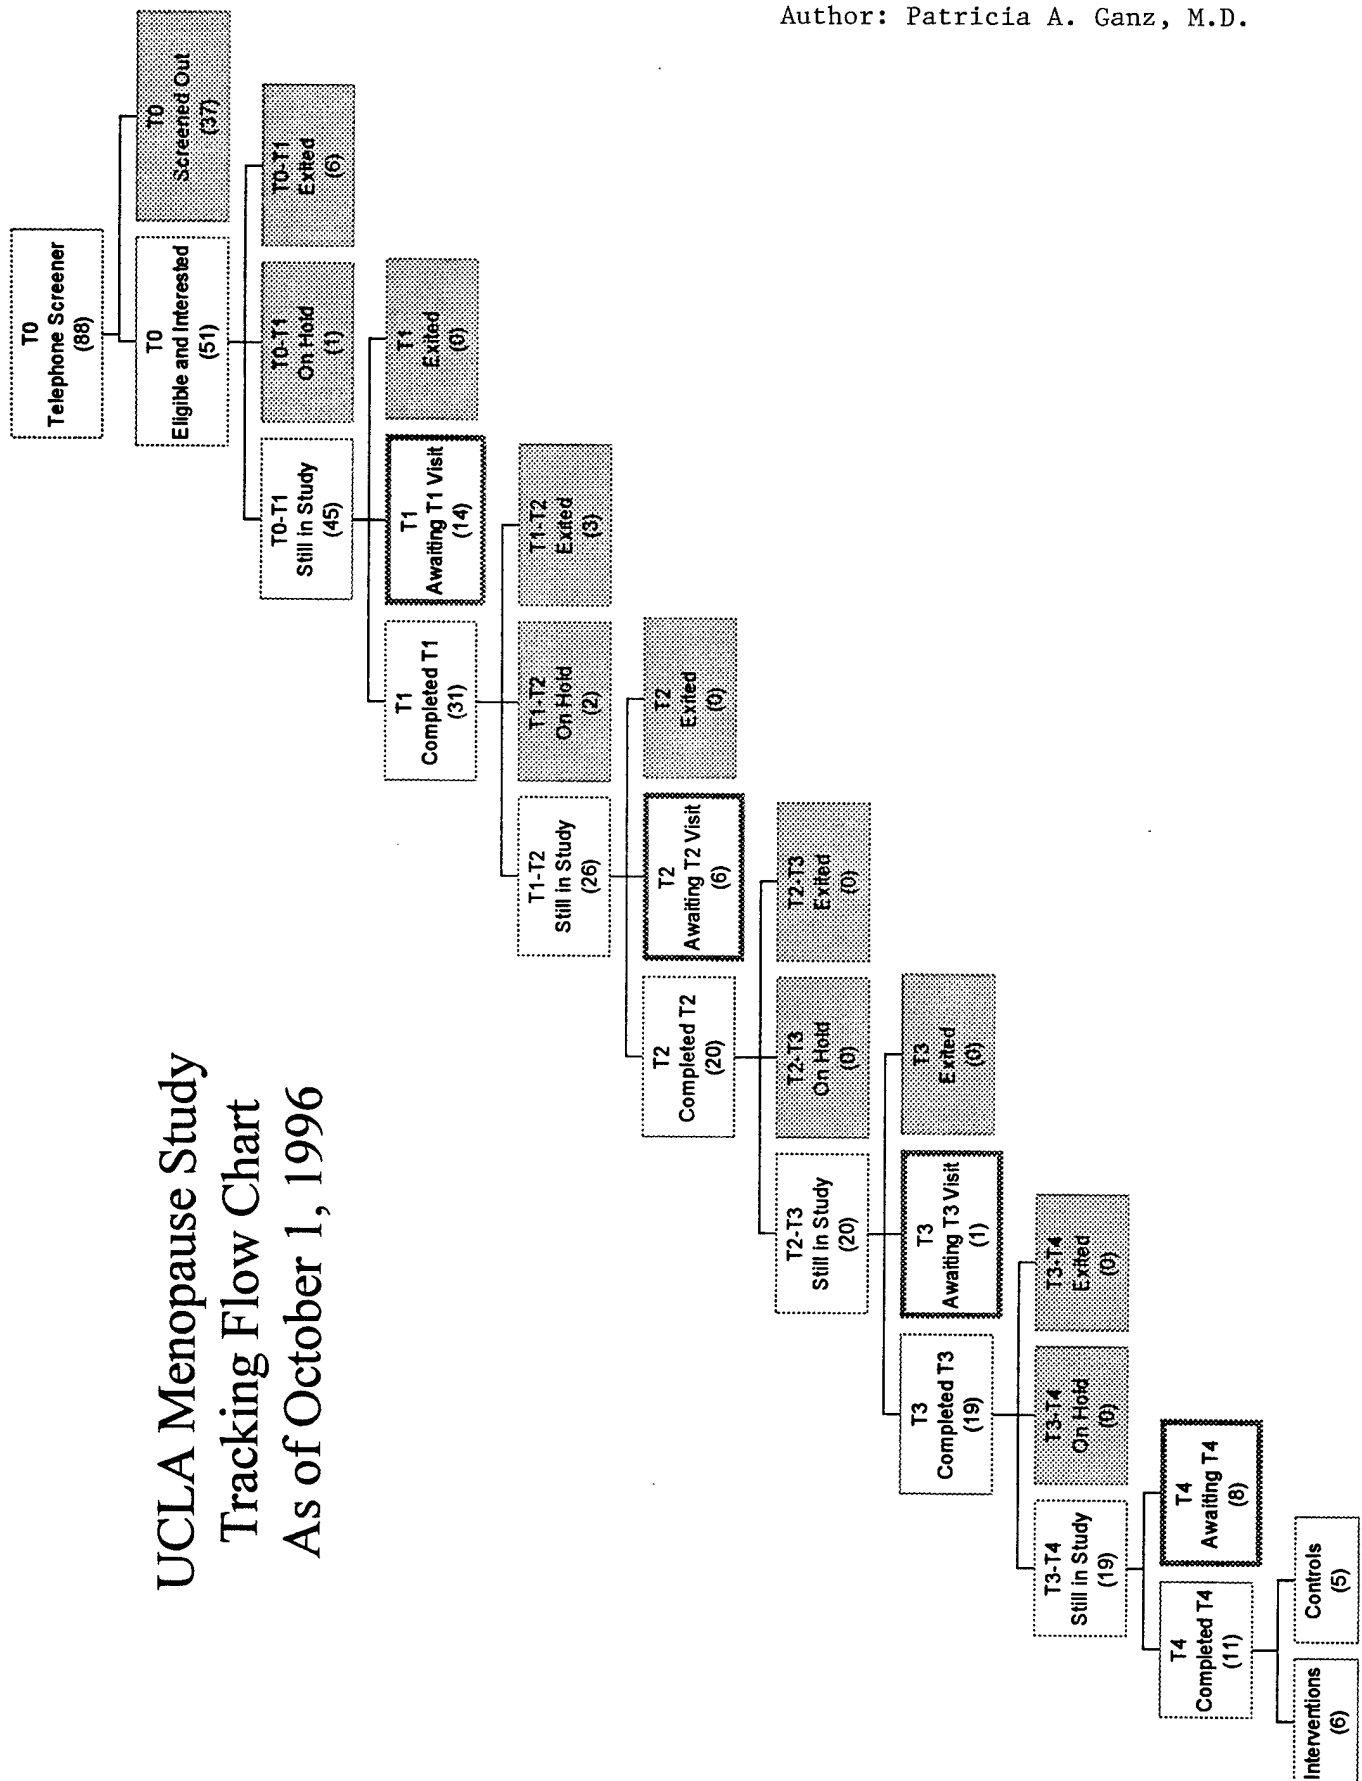 Author: Patricia A. Ganz, M.D.
UCLA Menopause Study
Tracking Flow Chart
As of October 1, 1996
T0
Telephone Screener
(88)
T0
Eligible and Interested
(51)
T0
Screened Out
(37)
T0-T1
Still in Study
(45)
T0-T1
On Hold
(1)
T0-T1
Exited
(6)
T1
Completed T1
(31)
T1
Awaiting T1 Visit
(14)
T1
Exited
(0)
T1-T2
Still in Study
(26)
T1-T2
On Hold
(2)
T1-T2
Exited
(3)
T2
Completed T2
(20)
T2
Awaiting T2 Visit
(6)
T2
Exited
(0)
T2-T3
Still in Study
(20)
T2-T3
On Hold
(0)
T2-T3
Exited
(0)
T3
Completed T3
(19)
T3
Awaiting T3 Visit
(1)
T3
Exited
(0)
T3-T4
Still in Study
(19)
T3-T4
On Hold
(0)
T3-T4
Exited
(0)
T4
Completed T4
(11)
T4
Awaiting T4
(8)
Interventions
(6)
Controls
(5)